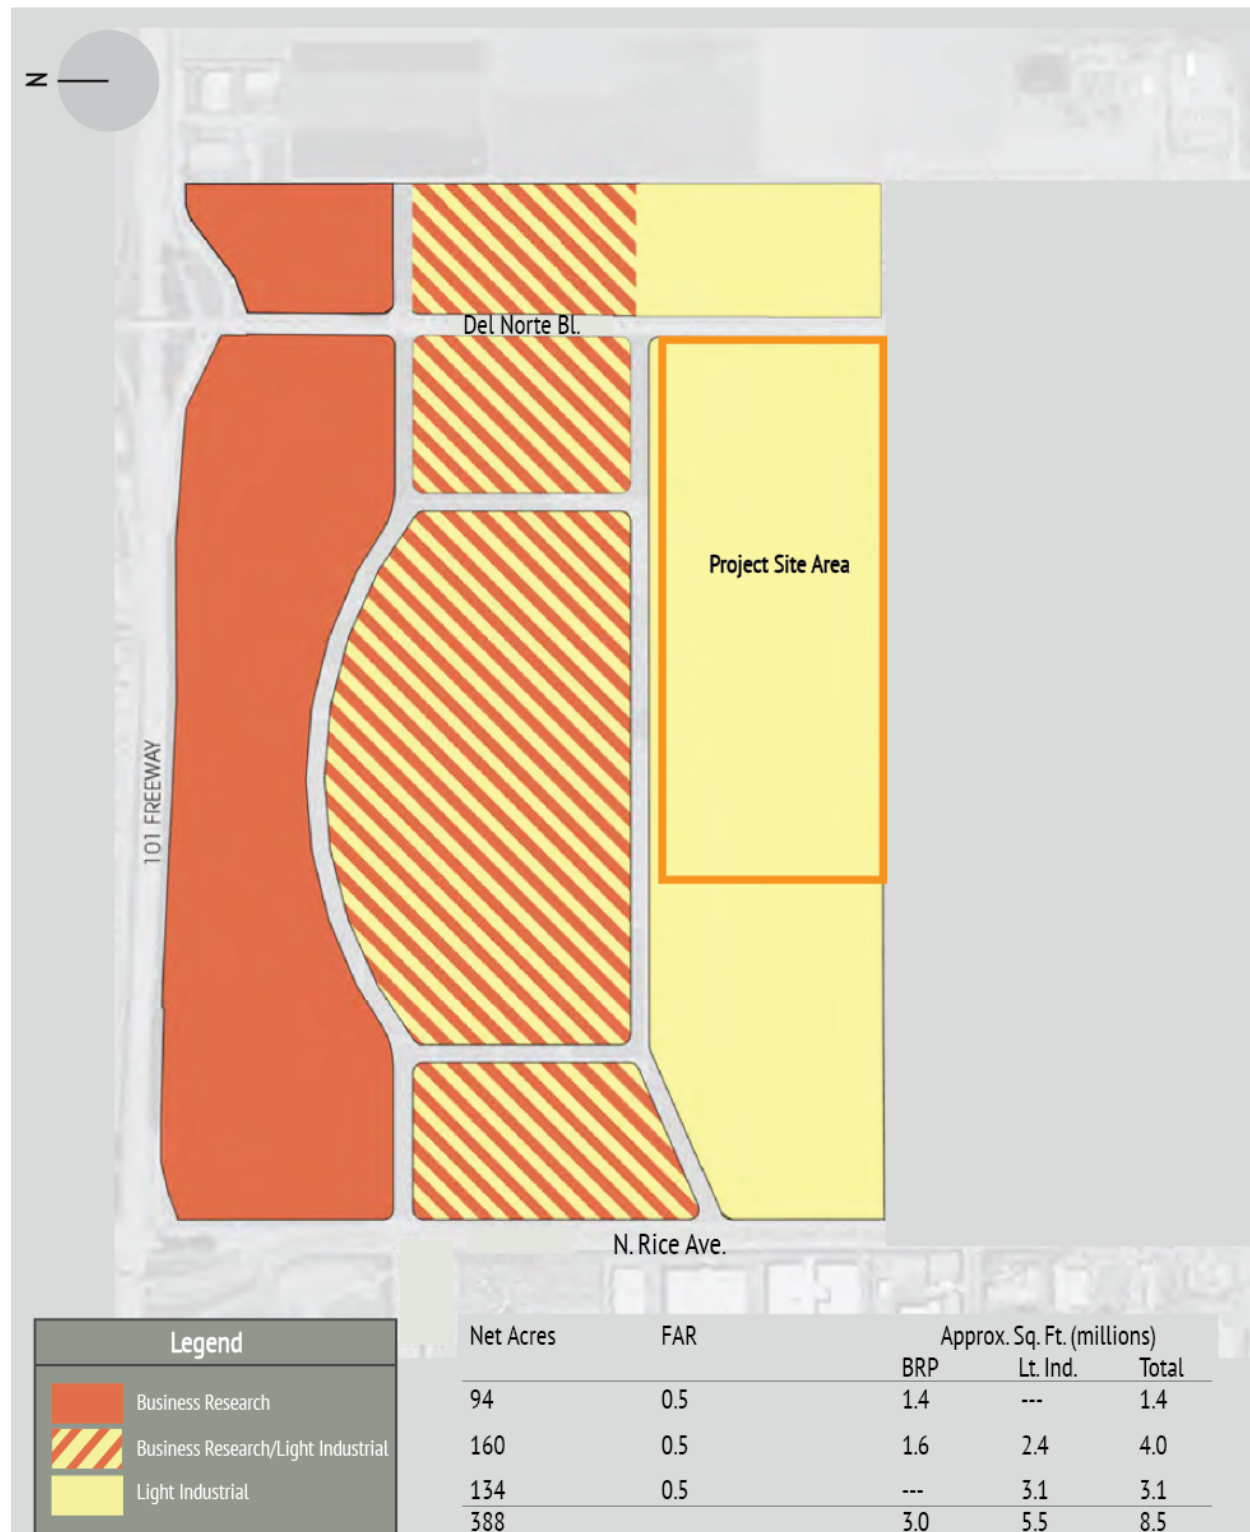 N
Del Norte Bl.
Project Site Area
101 FREEWAY
N. Rice Ave.
Legend
Business Research
Business Research/Light Industrial
Light Industrial
Net Acres FAR Approx. Sq. Ft. (millions)
BRP Lt. Ind. Total
94 0.5 1.4 --- 1.4
160 0.5 1.6 2.4 4.0
134 0.5 --- 3.1 3.1
388 3.0 5.5 8.5